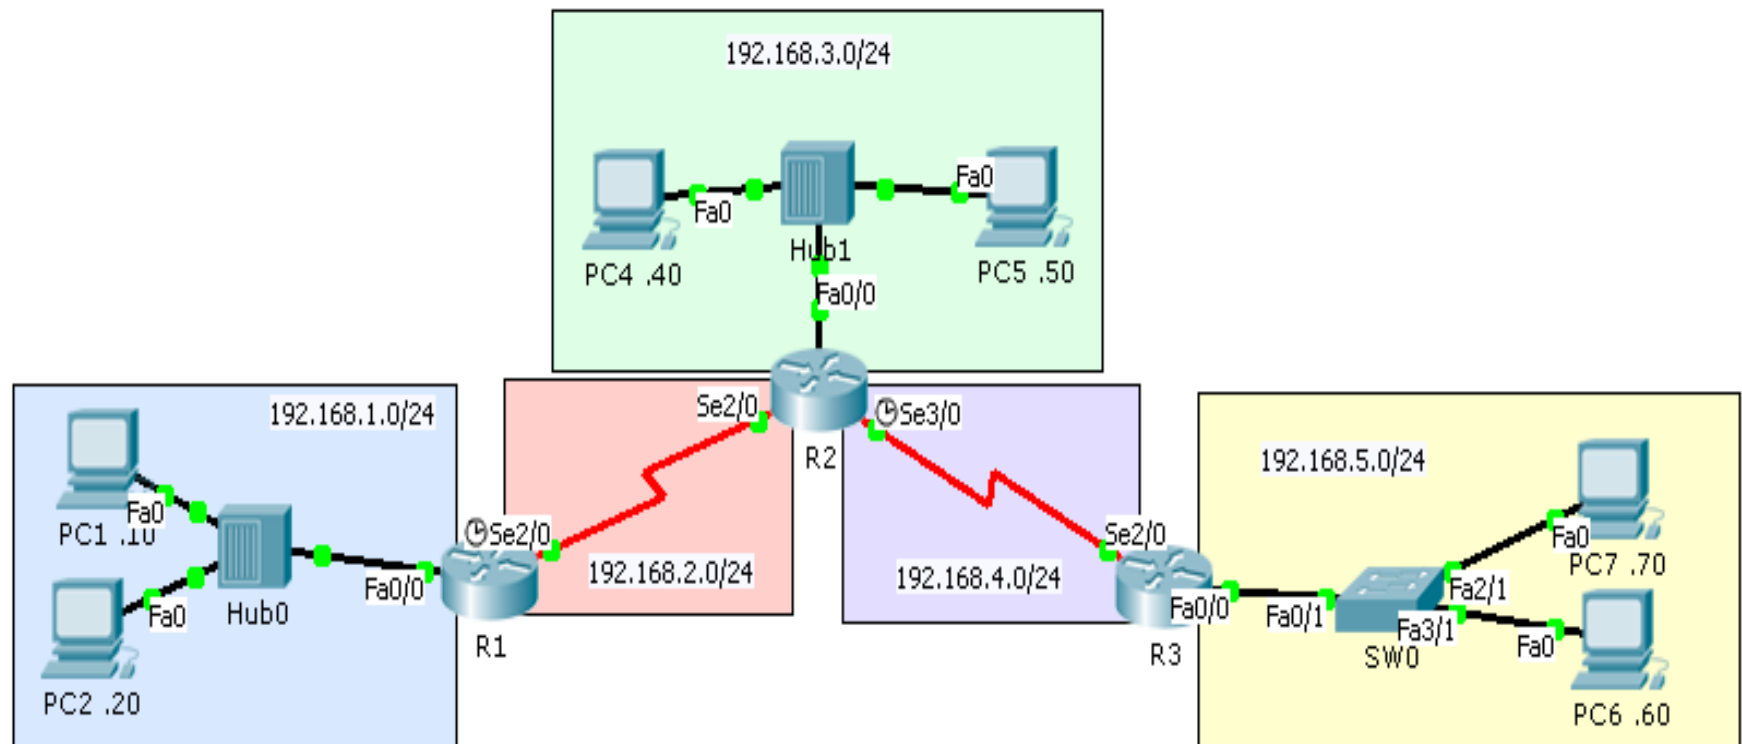 192.168.3.0/24
Fa0
Fa0
Hub1
PC4 .40
PC5 .50
Fa0/0
192.168.1.0/24
Se2/0
Se3/0
R2
192.168.5.0/24
Fa0
PC1 .10
Se2/0
Se2/0
Fa0
PC7 .70
192.168.2.0/24
192.168.4.0/24
Fa0/0
Fa2/1
Fa0
Hub0
Fa0/0
Fa0/1
Fa3/1
Fa0
R1
R3
SW0
PC2 .20
PC6 .60